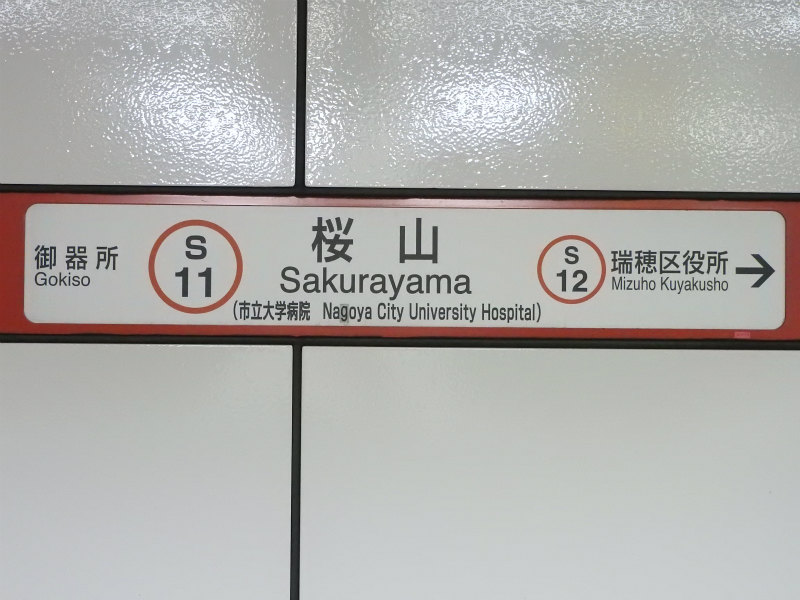 御器所
Gokiso
S
11
桜 山
Sakurayama
(市立大学病院 Nagoya City University Hospital)
S
12
瑞穂区役所
Mizuho Kuyakusho